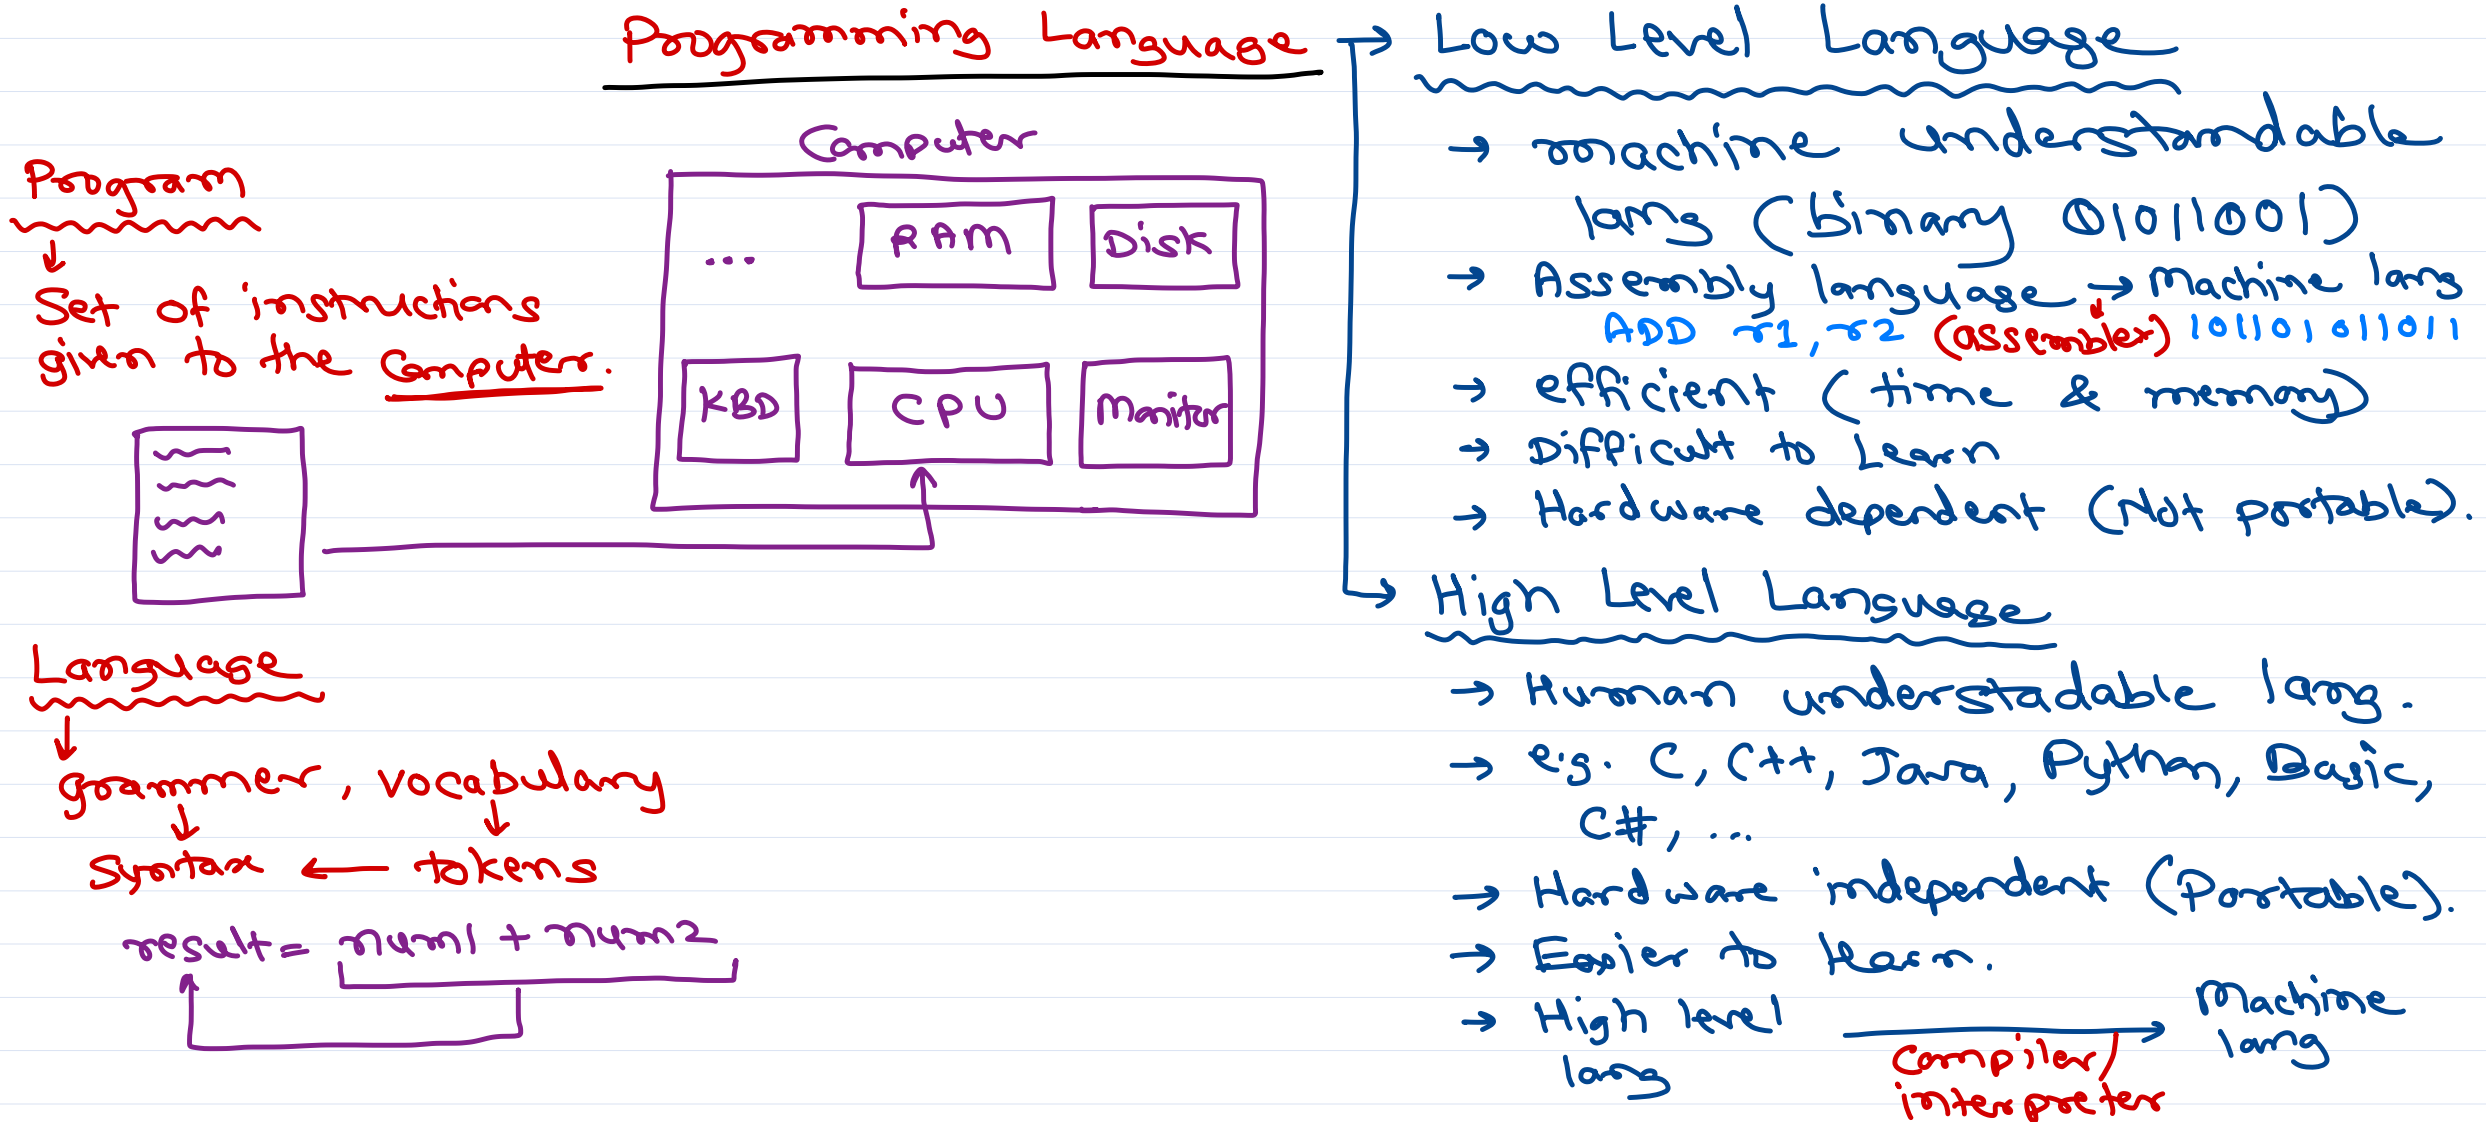 Programming Language
Program
Set of instructions
given to the Computer.
Computer
RAM
Disk
...
KBD
CPU
Monitor
Language
grammer, vocabulary
Syntax ← tokens
result = num1 + num2
→ Low Level Language
→ machine understandable
lang (binary 01011001)
→ Assembly language → Machine lang
ADD r1, r2 (assembler) 101101011011
→ efficient (time & memory)
→ Difficult to Learn
→ Hardware dependent (Not portable).
→ High Level Language
→ Human understadable lang.
→ e.g. C, C++, Java, Python, Basic,
C#, ...
→ Hardware independent (Portable).
→ Easier to learn.
→ High level
lang
Compiler/
interpreter
Machine
lang